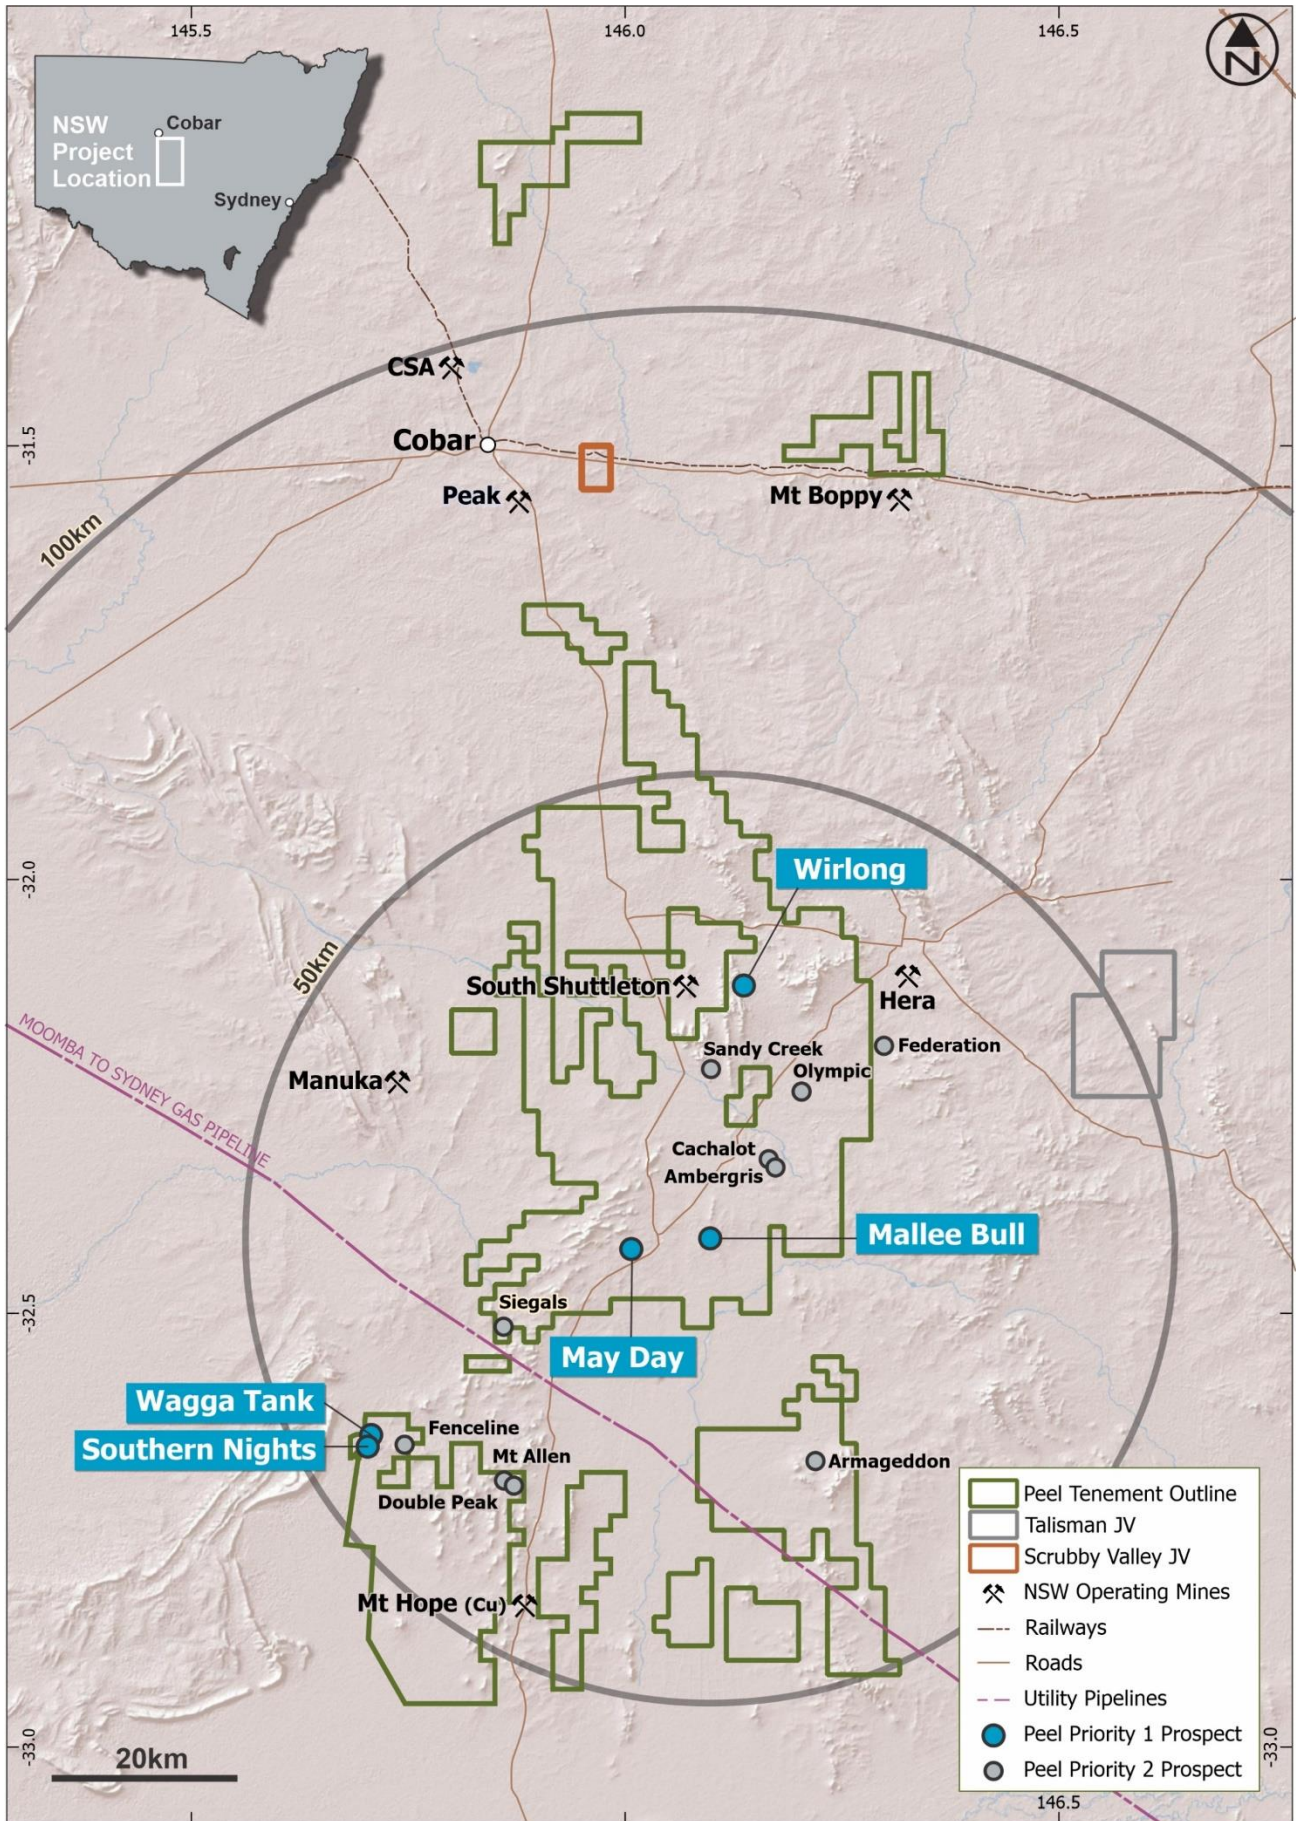 145.5
146.0
146.5
N
NSW
Project
Location
Cobar
Sydney
CSA
Cobar
-31.5
Peak
Mt Boppy
100km
Wirlong
-32.0
50km
South Shuttleton
Hera
MOOMBA TO SYDNEY GAS PIPELINE
Sandy Creek
Federation
Manuka
Olympic
Cachalot
Ambergris
Mallee Bull
-32.5
Siegals
May Day
Wagga Tank
Southern Nights
Fenceline
Mt Allen
Double Peak
Armageddon
Mt Hope (Cu)
Peel Tenement Outline
Talisman JV
Scrubby Valley JV
NSW Operating Mines
Railways
Roads
Utility Pipelines
Peel Priority 1 Prospect
Peel Priority 2 Prospect
-33.0
-33.0
20km
146.5